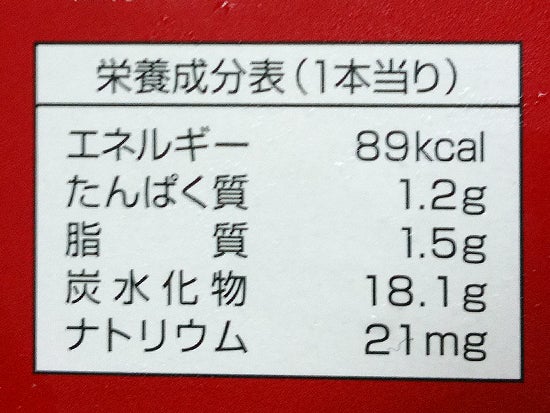 栄養成分表(1本当り)
エネルギー 89kcal
たんぱく質 1.2g
脂質 1.5g
炭水化物 18.1g
ナトリウム 21mg